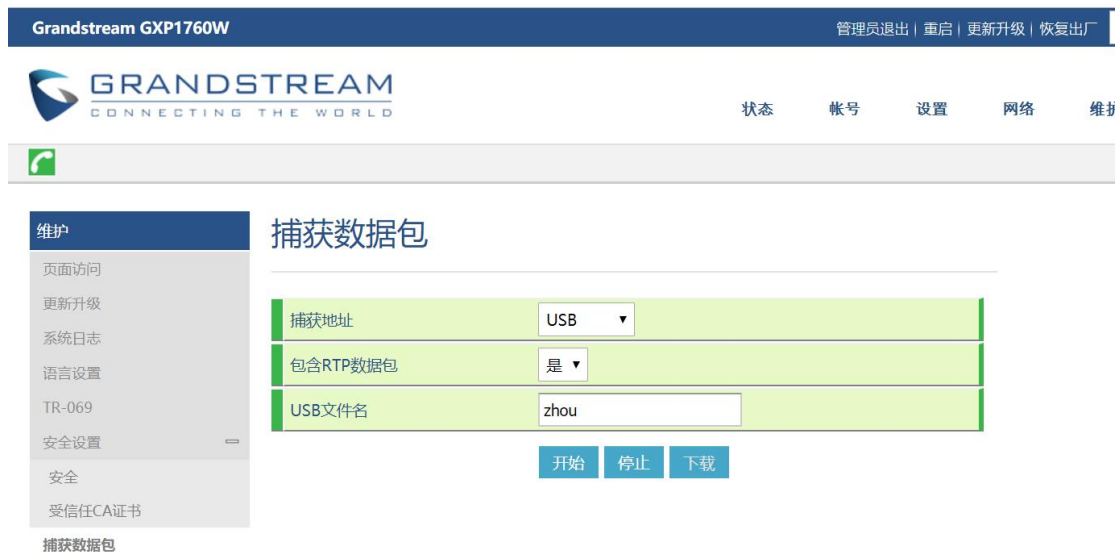 Grandstream GXP1760W
管理员退出 | 重启 | 更新升级 | 恢复出厂
GRANDSTREAM
CONNECTING THE WORLD
状态 帐号 设置 网络 维护
维护
页面访问
更新升级
系统日志
语言设置
TR-069
安全设置
安全
受信任CA证书
捕获数据包
捕获数据包
捕获地址 USB
包含RTP数据包 是
USB文件名 zhou
开始 停止 下载